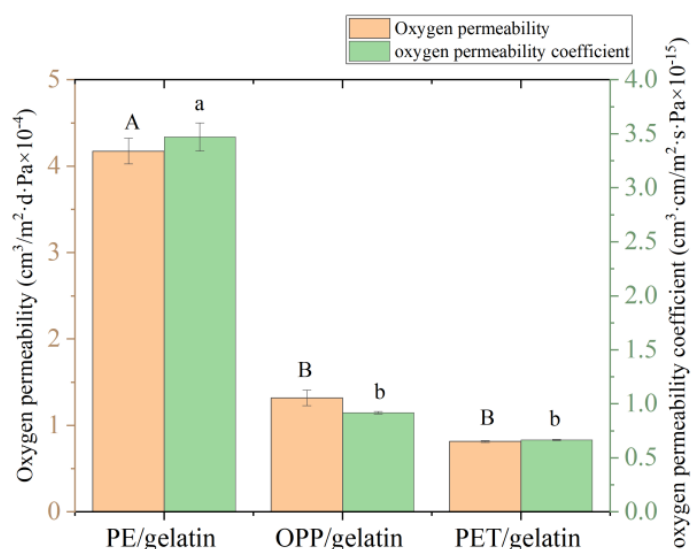 Oxygen permeability
oxygen permeability coefficient
Oxygen permeability (cm³/m²·d·Pa×10⁻⁴)
5
4
3
2
1
0
A
a
B
b
B
b
4.0
3.5
3.0
2.5
2.0
1.5
1.0
0.5
0.0
oxygen permeability coefficient (cm³·cm/m²·s·Pa×10⁻¹⁵)
PE/gelatin
OPP/gelatin
PET/gelatin